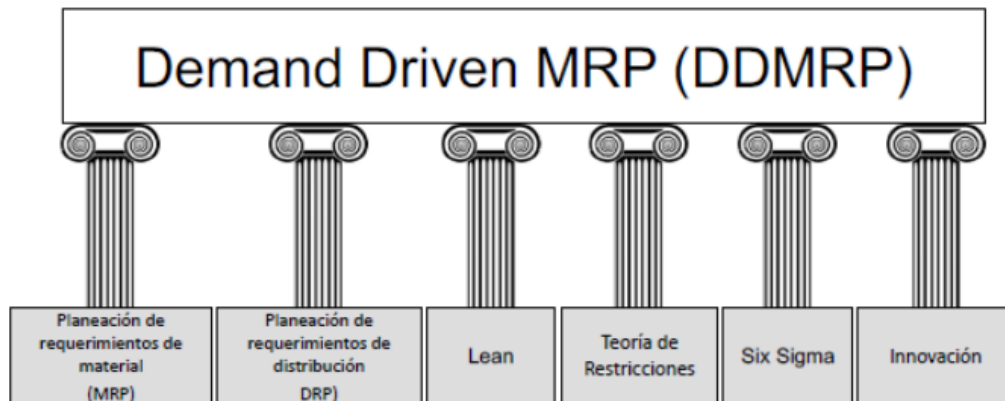 Demand Driven MRP (DDMRP)
Planeación de
requerimientos de
material
(MRP)
Planeación de
requerimientos de
distribución
DRP)
Lean
Teoría de
Restricciones
Six Sigma
Innovación